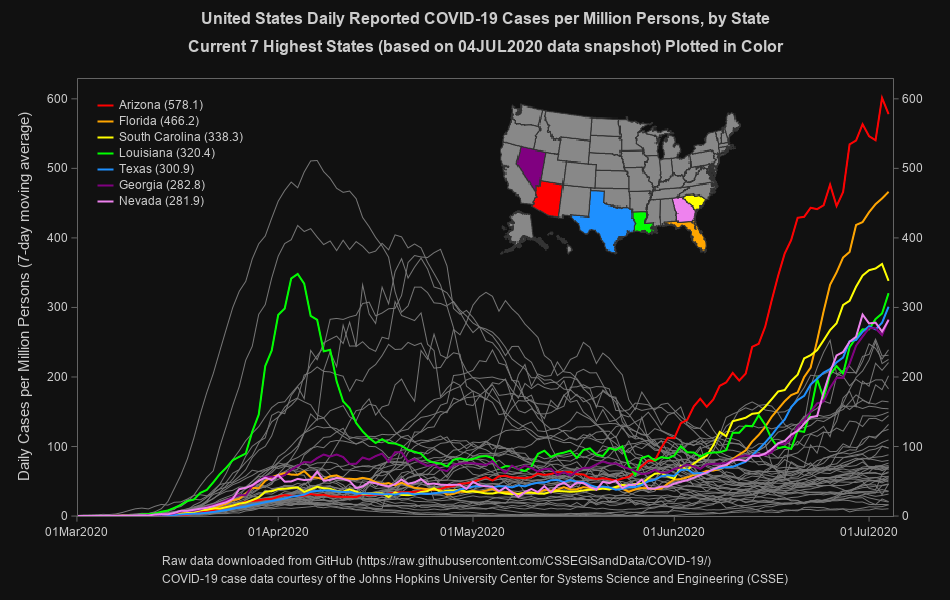 United States Daily Reported COVID-19 Cases per Million Persons, by State
Current 7 Highest States (based on 04JUL2020 data snapshot) Plotted in Color
Daily Cases per Million Persons (7-day moving average)
600
500
400
300
200
100
0
Arizona (578.1)
Florida (466.2)
South Carolina (338.3)
Louisiana (320.4)
Texas (300.9)
Georgia (282.8)
Nevada (281.9)
600
500
400
300
200
100
0
01Mar2020 01Apr2020 01May2020 01Jun2020 01Jul2020
Raw data downloaded from GitHub (https://raw.githubusercontent.com/CSSEGISandData/COVID-19/)
COVID-19 case data courtesy of the Johns Hopkins University Center for Systems Science and Engineering (CSSE)